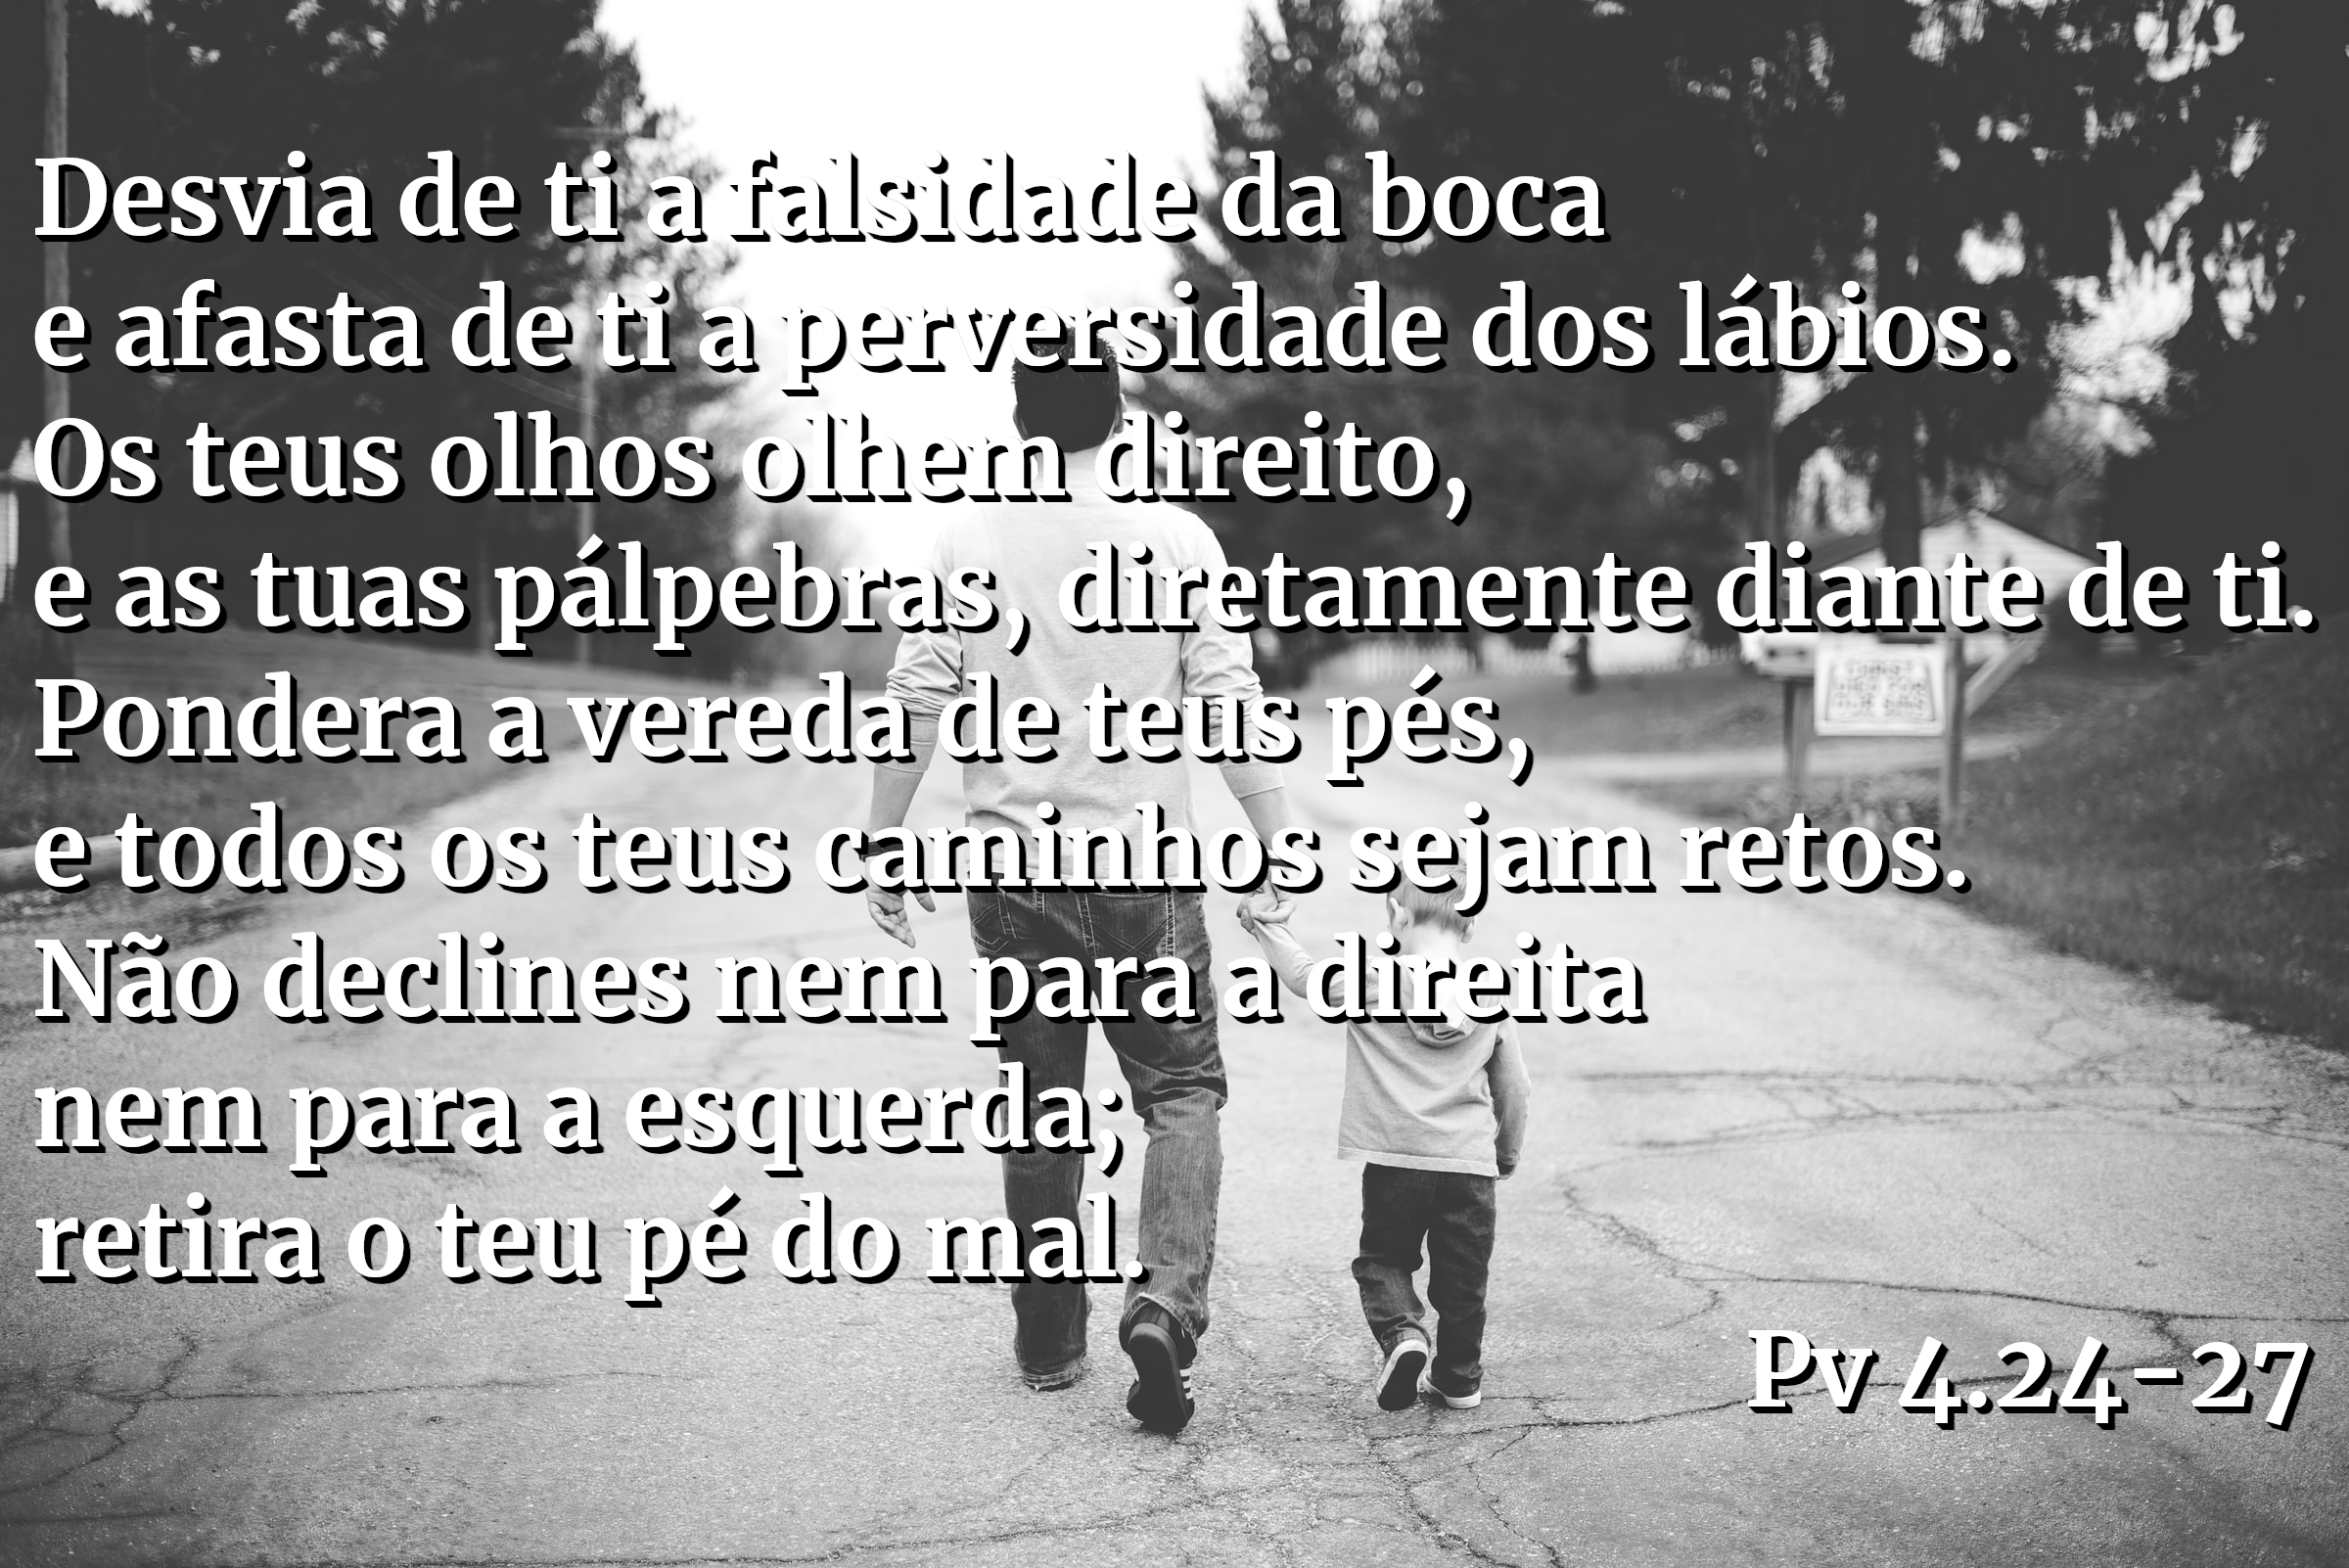 Desvia de ti a falsidade da boca
e afasta de ti a perversidade dos lábios.
Os teus olhos olhem direito,
e as tuas pálpebras, diretamente diante de ti.
Pondera a vereda de teus pés,
e todos os teus caminhos sejam retos.
Não declines nem para a direita
nem para a esquerda;
retira o teu pé do mal.
Pv 4.24-27